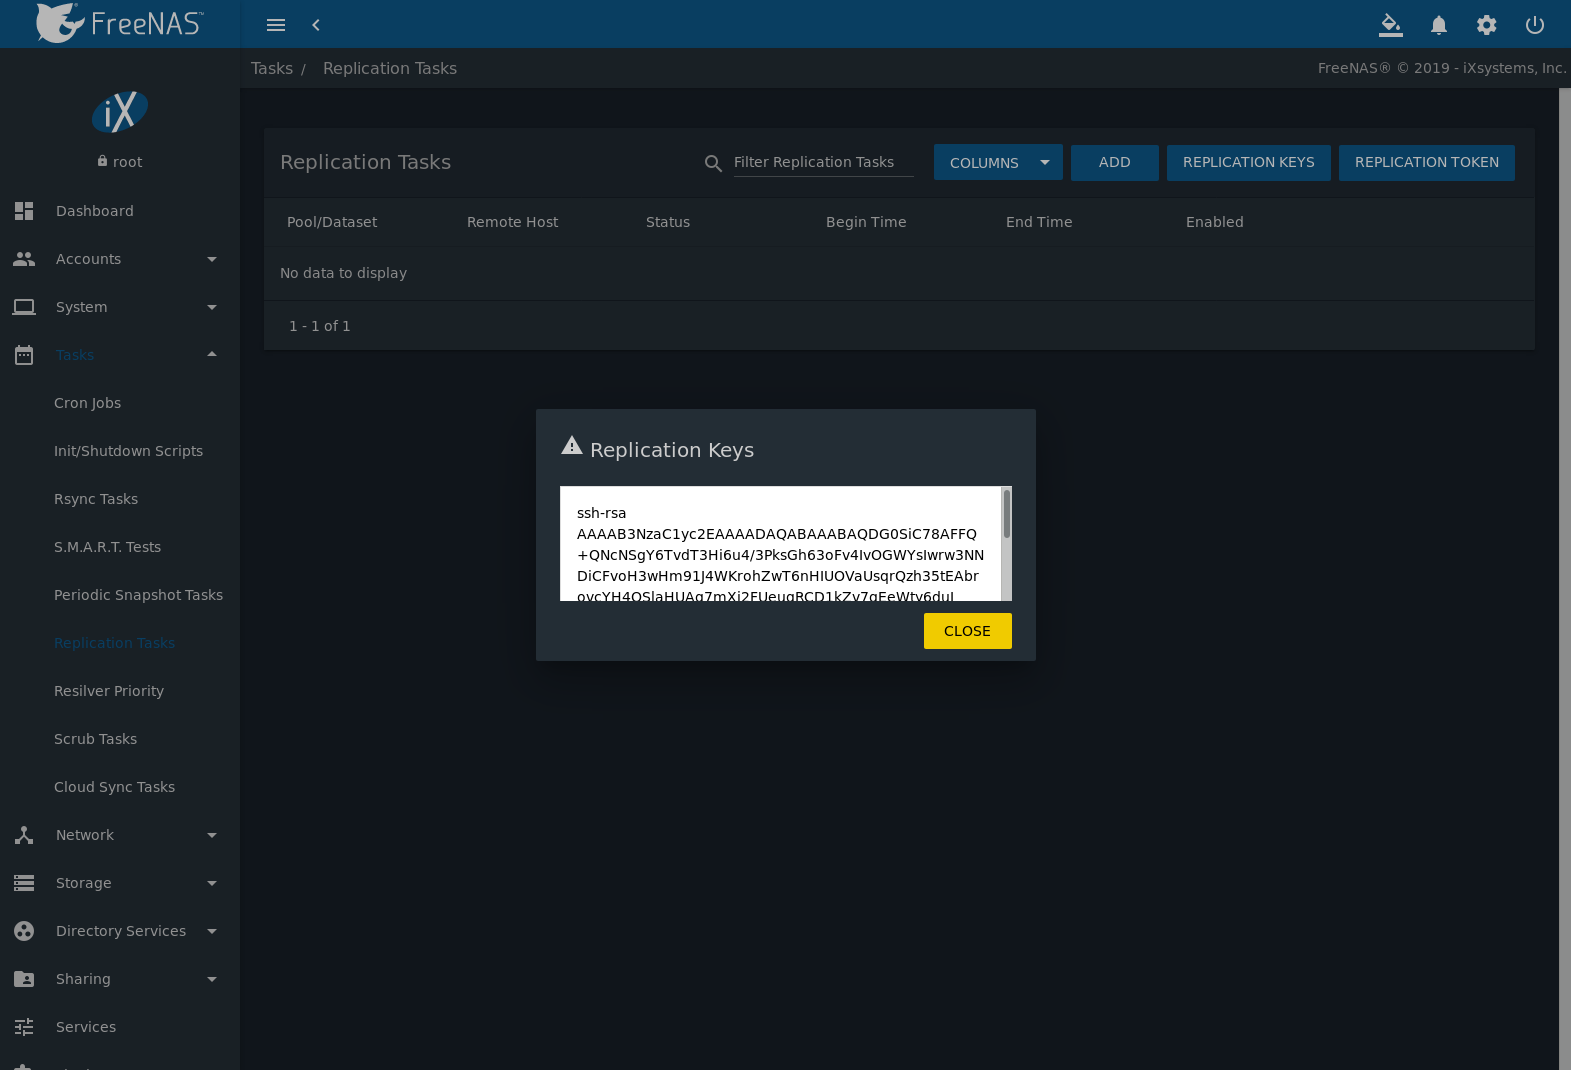 FreeNAS™
Tasks / Replication Tasks
FreeNAS® © 2019 - iXsystems, Inc.
iX
root
Dashboard
Accounts
System
Tasks
Cron Jobs
Init/Shutdown Scripts
Rsync Tasks
S.M.A.R.T. Tests
Periodic Snapshot Tasks
Replication Tasks
Resilver Priority
Scrub Tasks
Cloud Sync Tasks
Network
Storage
Directory Services
Sharing
Services
Replication Tasks
Filter Replication Tasks
COLUMNS
ADD
REPLICATION KEYS
REPLICATION TOKEN
Pool/Dataset Remote Host Status Begin Time End Time Enabled
No data to display
1 - 1 of 1
Replication Keys
ssh-rsa
AAAAB3NzaC1yc2EAAAADAQABAAABAQDG0SiC78AFFQ
+QNcNSgY6TvdT3Hi6u4/3PksGh63oFv4IvOGWYsIwrw3NN
DiCFvoH3wHm91J4WKrohZwT6nHIUOVaUsqrQzh35tEAbr
CLOSE